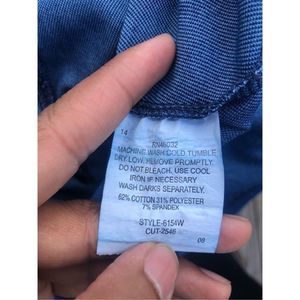 14
RN46032
MACHINE WASH COLD TUMBLE
DRY LOW. REMOVE PROMPTLY.
DO NOT BLEACH. USE COOL
IRON IF NECESSARY
WASH DARKS SEPARATELY.
62% COTTON 31% POLYESTER
7% SPANDEX
STYLE-6154W
CUT-2546
08